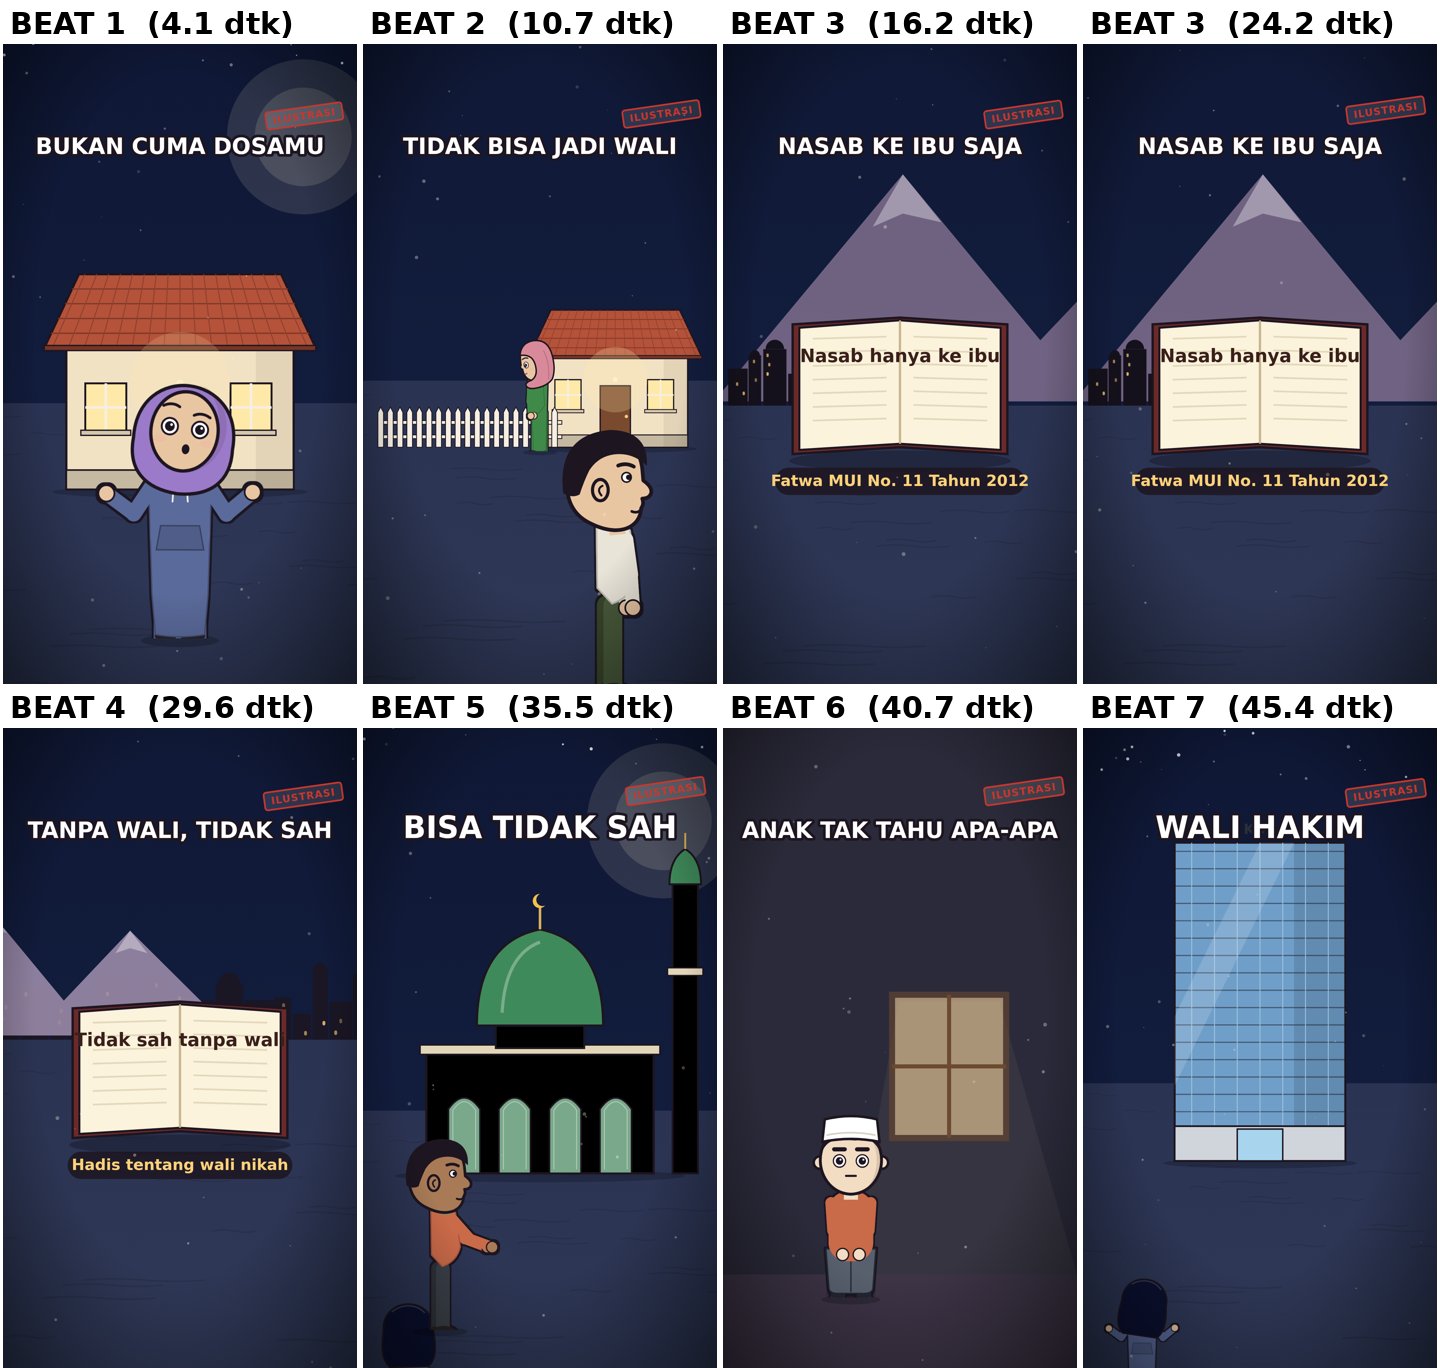 BEAT 1 (4.1 dtk)
ILUSTRASI
BUKAN CUMA DOSAMU
BEAT 2 (10.7 dtk)
ILUSTRASI
TIDAK BISA JADI WALI
BEAT 3 (16.2 dtk)
ILUSTRASI
NASAB KE IBU SAJA
Nasab hanya ke ibu
Fatwa MUI No. 11 Tahun 2012
BEAT 3 (24.2 dtk)
ILUSTRASI
NASAB KE IBU SAJA
Nasab hanya ke ibu
Fatwa MUI No. 11 Tahun 2012
BEAT 4 (29.6 dtk)
ILUSTRASI
TANPA WALI, TIDAK SAH
Tidak sah tanpa wali
Hadis tentang wali nikah
BEAT 5 (35.5 dtk)
ILUSTRASI
BISA TIDAK SAH
BEAT 6 (40.7 dtk)
ILUSTRASI
ANAK TAK TAHU APA-APA
BEAT 7 (45.4 dtk)
ILUSTRASI
WALI HAKIM